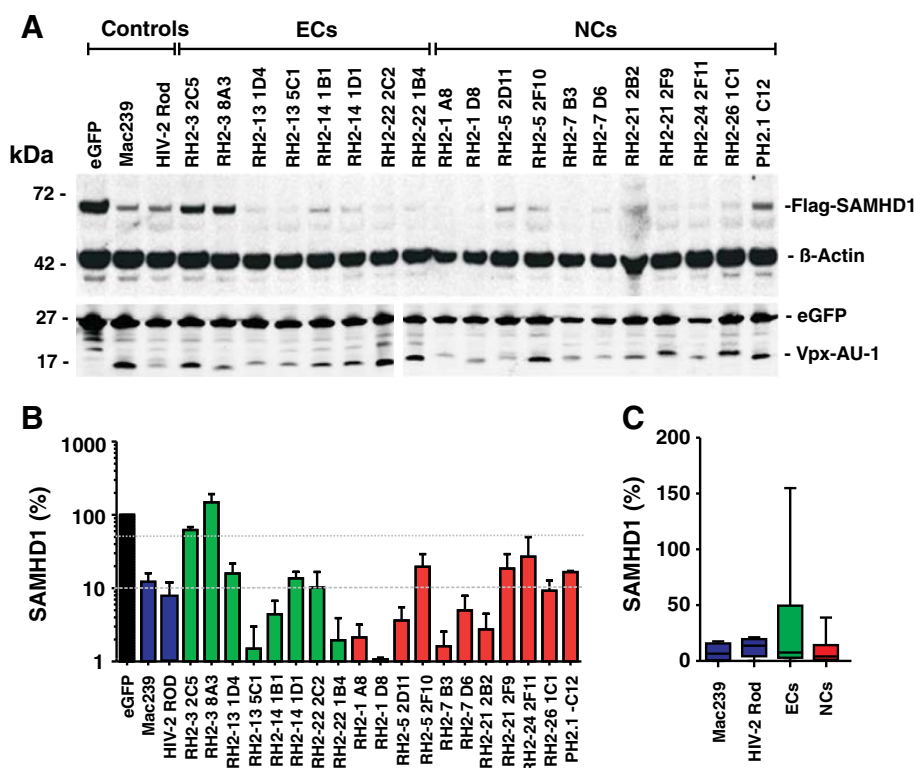 A
Controls
ECs
NCs
eGFP
Mac239
HIV-2 Rod
RH2-3 2C5
RH2-3 8A3
RH2-13 1D4
RH2-13 5C1
RH2-14 1B1
RH2-14 1D1
RH2-22 2C2
RH2-22 1B4
RH2-1 A8
RH2-1 D8
RH2-5 2D11
RH2-5 2F10
RH2-7 B3
RH2-7 D6
RH2-21 2B2
RH2-21 2F9
RH2-24 2F11
RH2-26 1C1
PH2.1 C12
kDa
72 -
-Flag-SAMHD1
42 -
- ß-Actin
27 -
- eGFP
17 -
- Vpx-AU-1
B
SAMHD1 (%)
1000
100
10
1
eGFP
Mac239
HIV-2 ROD
RH2-3 2C5
RH2-3 8A3
RH2-13 1D4
RH2-13 5C1
RH2-14 1B1
RH2-14 1D1
RH2-22 2C2
RH2-22 1B4
RH2-1 A8
RH2-1 D8
RH2-5 2D11
RH2-5 2F10
RH2-7 B3
RH2-7 D6
RH2-21 2B2
RH2-21 2F9
RH2-24 2F11
RH2-26 1C1
PH2.1 -C12
C
SAMHD1 (%)
200
150
100
50
0
Mac239
HIV-2 Rod
ECs
NCs